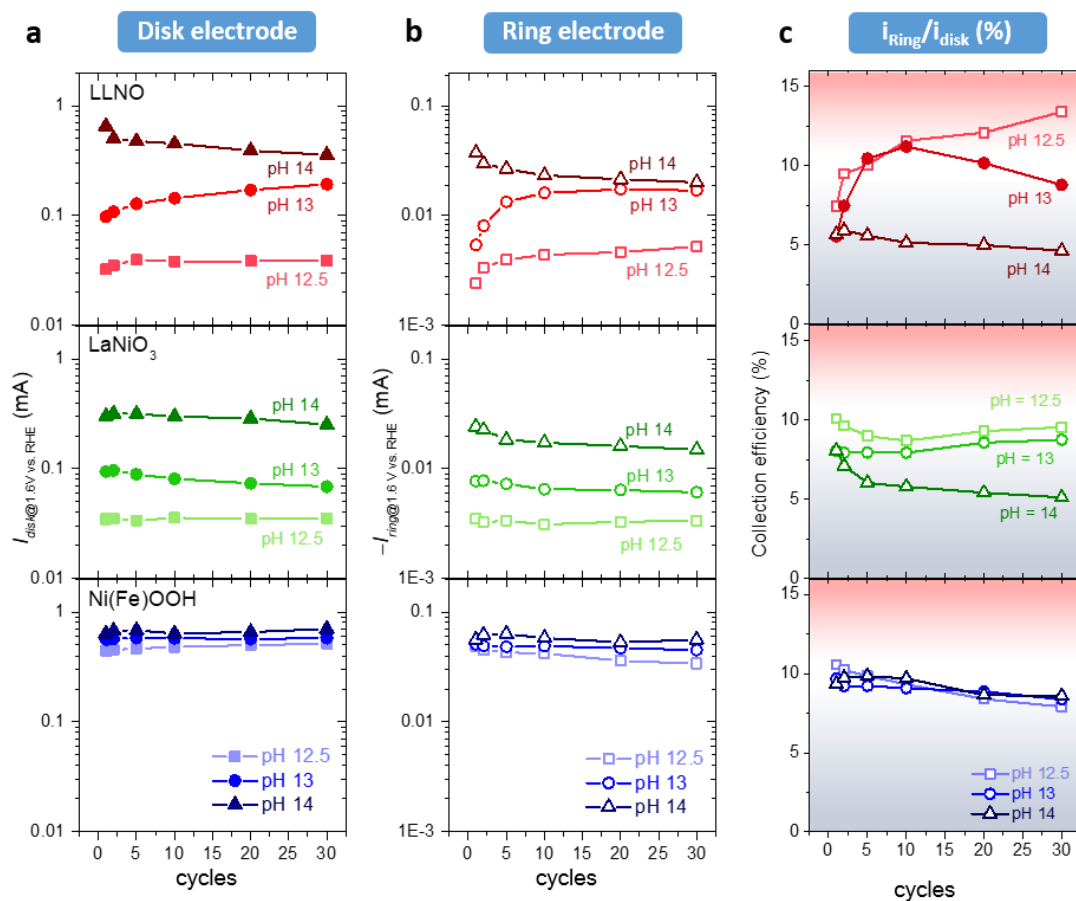 a
Disk electrode
b
Ring electrode
c
i_Ring/i_disk (%)
LLNO
1
0.1
0.01
pH 14
pH 13
pH 12.5
LaNiO₃
1
0.1
0.01
pH 14
pH 13
pH 12.5
Ni(Fe)OOH
1
0.1
0.01
pH 12.5
pH 13
pH 14
I_disk@1.6V vs. RHE (mA)
0 5 10 15 20 25 30
cycles
0.1
0.01
1E-3
pH 14
pH 13
pH 12.5
0.1
0.01
1E-3
pH 14
pH 13
pH 12.5
0.1
0.01
1E-3
pH 12.5
pH 13
pH 14
−I_ring@1.6 V vs. RHE (mA)
0 5 10 15 20 25 30
cycles
15
10
5
0
pH 12.5
pH 13
pH 14
15
10
5
0
pH = 12.5
pH = 13
pH = 14
15
10
5
0
pH 12.5
pH 13
pH 14
Collection efficiency (%)
0 5 10 15 20 25 30
cycles